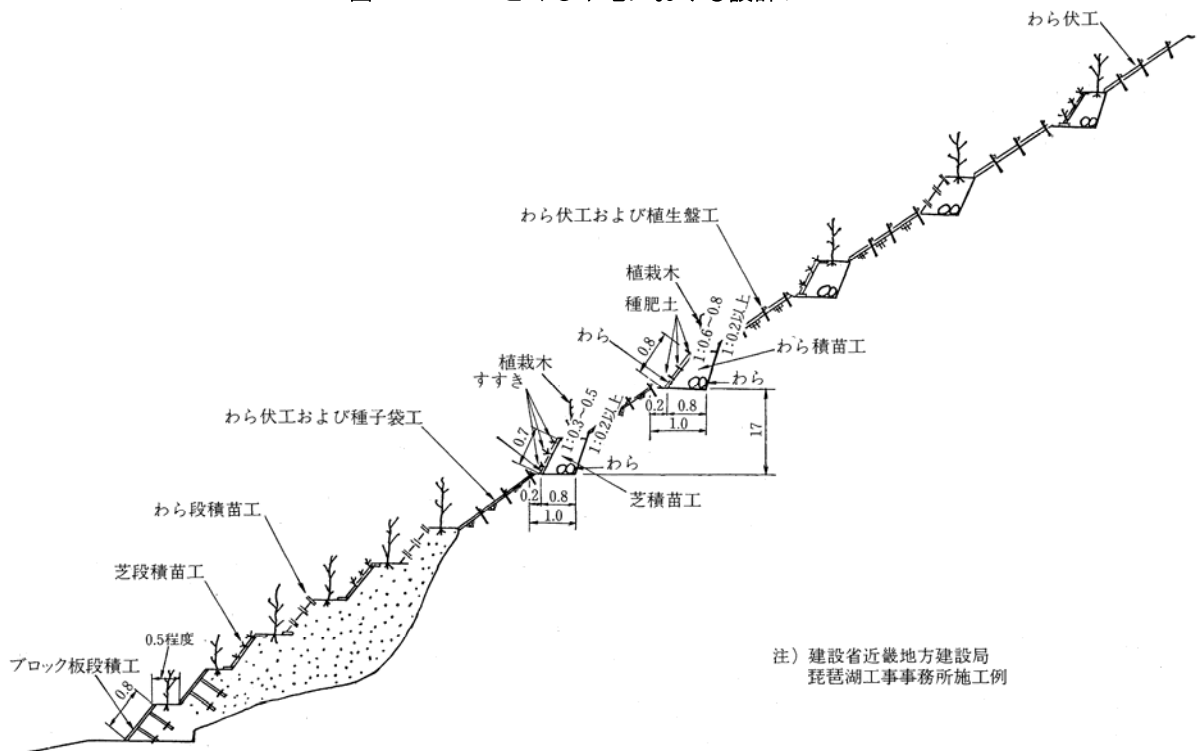 わら伏工
わら伏工および植生盤工
植栽木
種肥土
わら
0.8
1:0.6～0.8
1:0.2以上
わら積苗工
わら
0.2
0.8
1.0
17
植栽木
すすき
わら伏工および種子袋工
0.7
1:0.3～0.5
1:0.2以上
わら
芝積苗工
0.2
0.8
1.0
わら段積苗工
芝段積苗工
0.5程度
ブロック板段積工
0.8
注）建設省近畿地方建設局
琵琶湖工事事務所施工例